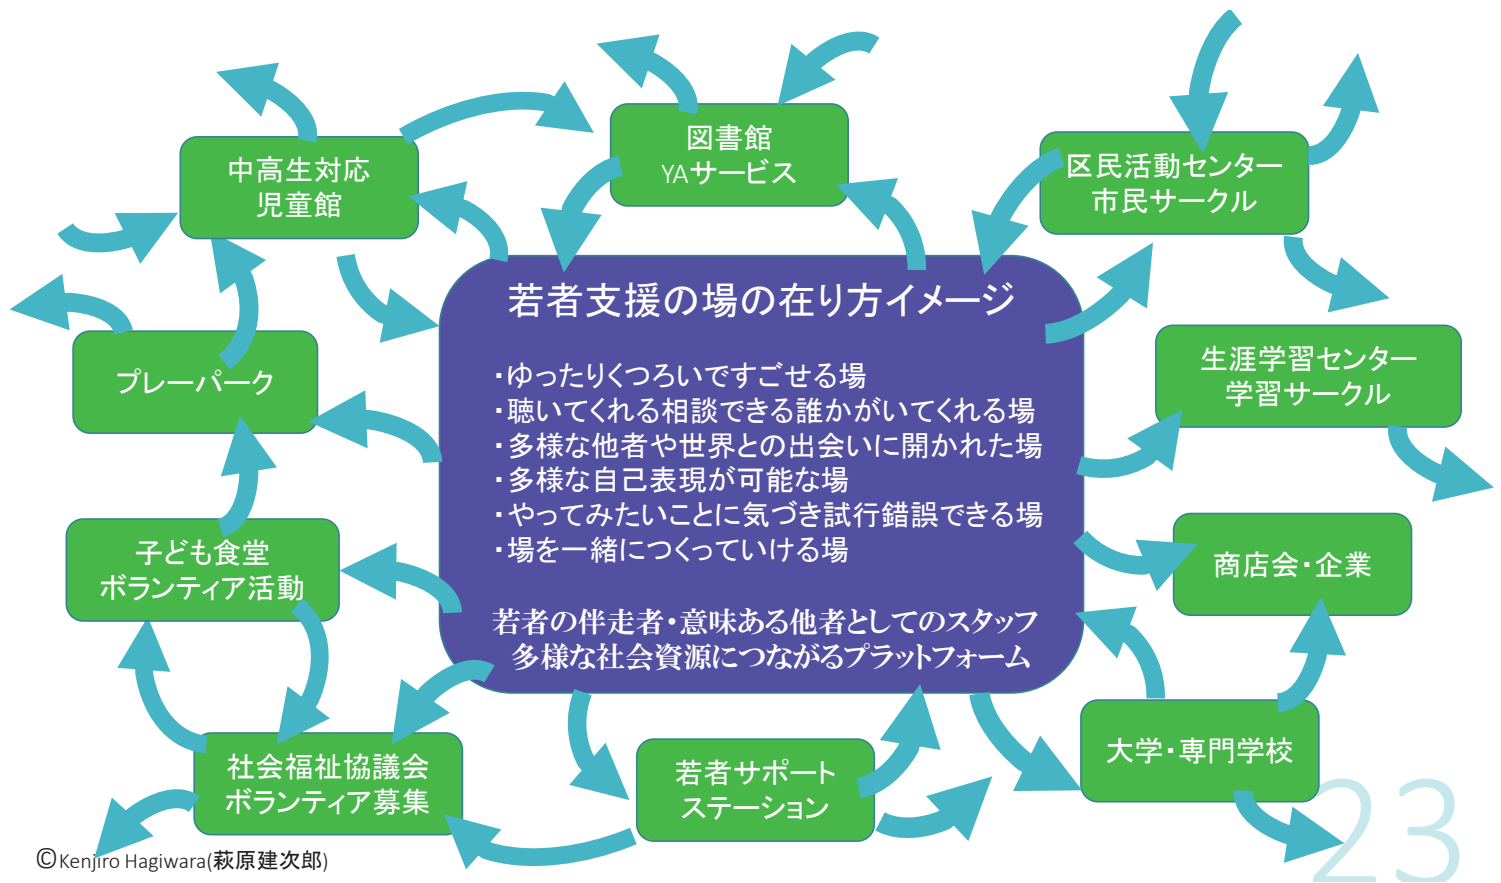 図書館
YAサービス
中高生対応
児童館
区民活動センター
市民サークル
若者支援の場の在り方イメージ
・ゆったりくつろいですごせる場
・聴いてくれる相談できる誰かがいてくれる場
・多様な他者や世界との出会いに開かれた場
・多様な自己表現が可能な場
・やってみたいことに気づき試行錯誤できる場
・場を一緒につくっていける場
若者の伴走者・意味ある他者としてのスタッフ
多様な社会資源につながるプラットフォーム
プレーパーク
生涯学習センター
学習サークル
子ども食堂
ボランティア活動
商店会・企業
社会福祉協議会
ボランティア募集
若者サポート
ステーション
大学・専門学校
©Kenjiro Hagiwara(萩原建次郎)
23